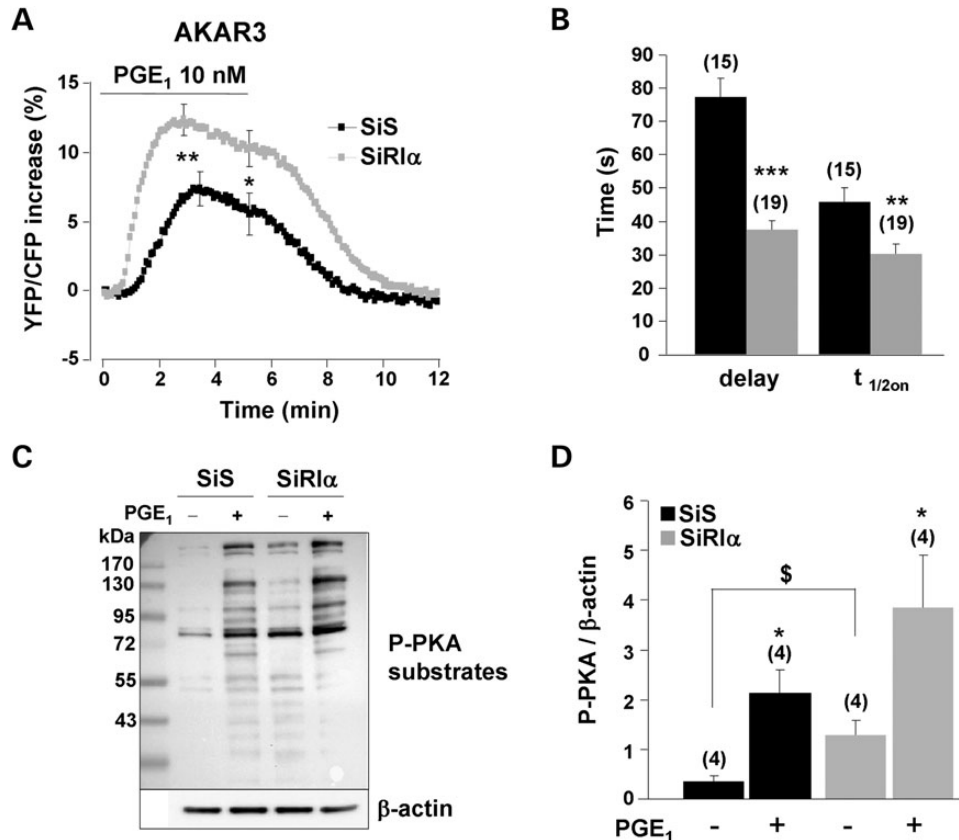 A
AKAR3
PGE₁ 10 nM
YFP/CFP increase (%)
15
10
5
0
-5
SiS
SiRIα
**
*
0 2 4 6 8 10 12
Time (min)
B
Time (s)
90
80
70
60
50
40
30
20
10
0
(15)
***
(19)
(15)
**
(19)
delay t 1/2on
C
SiS SiRIα
PGE₁ – + – +
kDa
170
130
95
72
55
43
P-PKA
substrates
β-actin
D
P-PKA / β-actin
6
5
4
3
2
1
0
SiS
SiRIα
$
(4)
*
(4)
(4)
*
(4)
PGE₁ - + - +